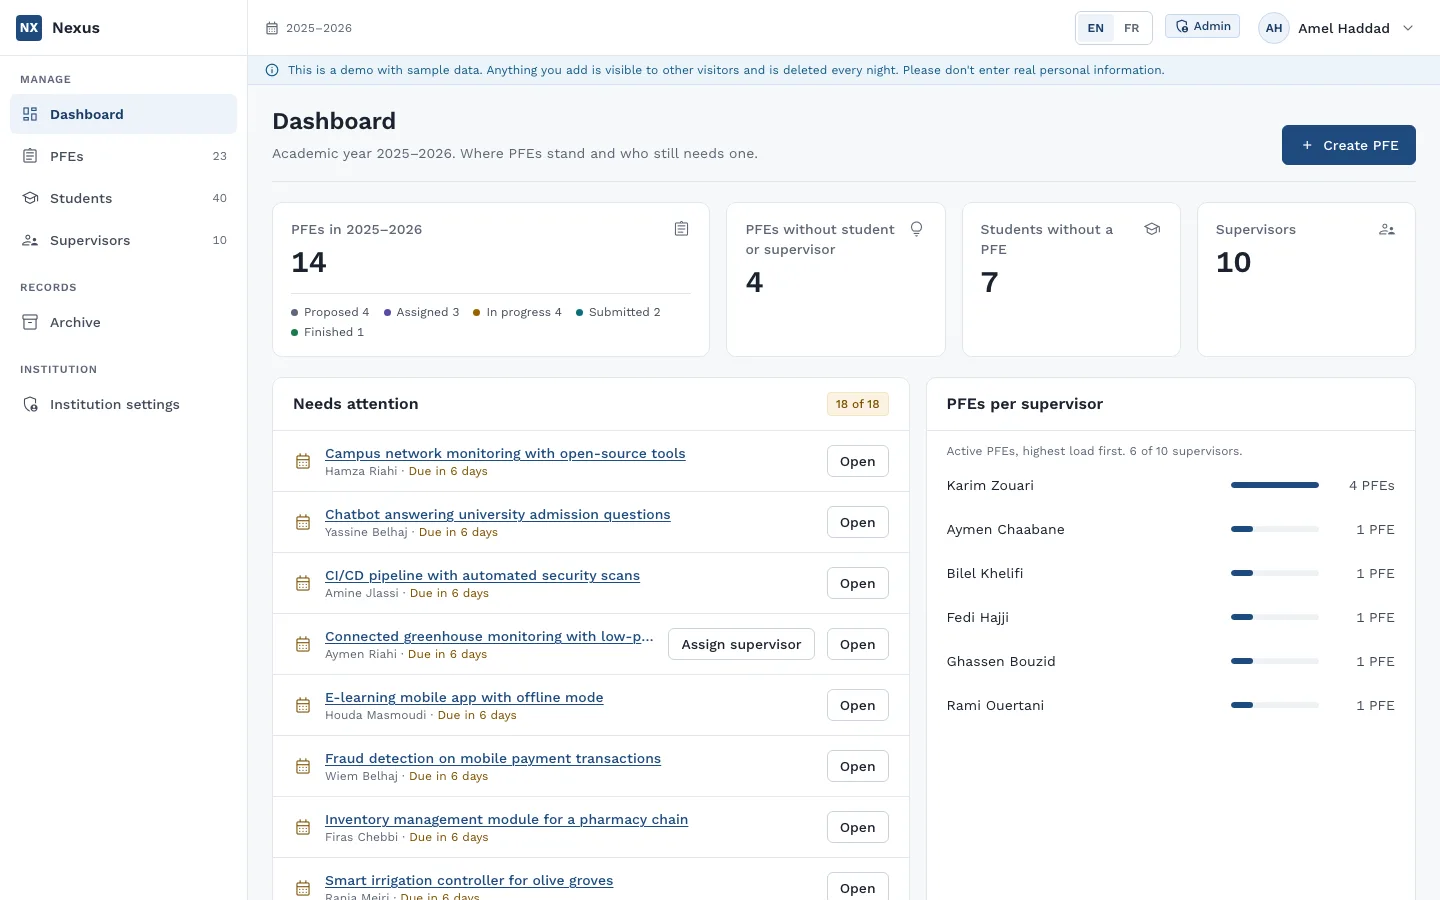 NX Nexus
2025–2026
EN FR
Admin
AH Amel Haddad
This is a demo with sample data. Anything you add is visible to other visitors and is deleted every night. Please don't enter real personal information.
MANAGE
Dashboard
PFEs 23
Students 40
Supervisors 10
RECORDS
Archive
INSTITUTION
Institution settings
Dashboard
Academic year 2025–2026. Where PFEs stand and who still needs one.
+ Create PFE
PFEs in 2025–2026
14
Proposed 4 Assigned 3 In progress 4 Submitted 2
Finished 1
PFEs without student
or supervisor
4
Students without a
PFE
7
Supervisors
10
Needs attention 18 of 18
Campus network monitoring with open-source tools
Hamza Riahi · Due in 6 days
Open
Chatbot answering university admission questions
Yassine Belhaj · Due in 6 days
Open
CI/CD pipeline with automated security scans
Amine Jlassi · Due in 6 days
Open
Connected greenhouse monitoring with low-p…
Aymen Riahi · Due in 6 days
Assign supervisor Open
E-learning mobile app with offline mode
Houda Masmoudi · Due in 6 days
Open
Fraud detection on mobile payment transactions
Wiem Belhaj · Due in 6 days
Open
Inventory management module for a pharmacy chain
Firas Chebbi · Due in 6 days
Open
Smart irrigation controller for olive groves
Rania Mejri · Due in 6 days
Open
PFEs per supervisor
Active PFEs, highest load first. 6 of 10 supervisors.
Karim Zouari 4 PFEs
Aymen Chaabane 1 PFE
Bilel Khelifi 1 PFE
Fedi Hajji 1 PFE
Ghassen Bouzid 1 PFE
Rami Ouertani 1 PFE